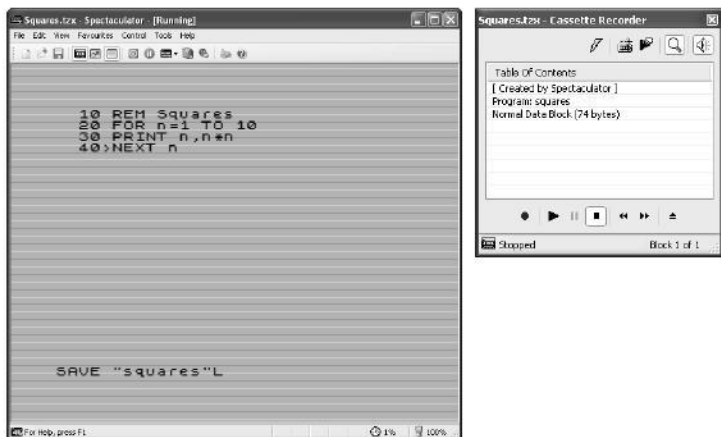 Squares.tzx - Spectaculator - [Running]
File Edit View Favourites Control Tools Help
10 REM Squares
20 FOR n=1 TO 10
30 PRINT n,n*n
40>NEXT n
SAVE "squares"L
For Help, press F1
1%
100%
Squares.tzx - Cassette Recorder
Table Of Contents
[ Created by Spectaculator ]
Program: squares
Normal Data Block (74 bytes)
Stopped
Block 1 of 1